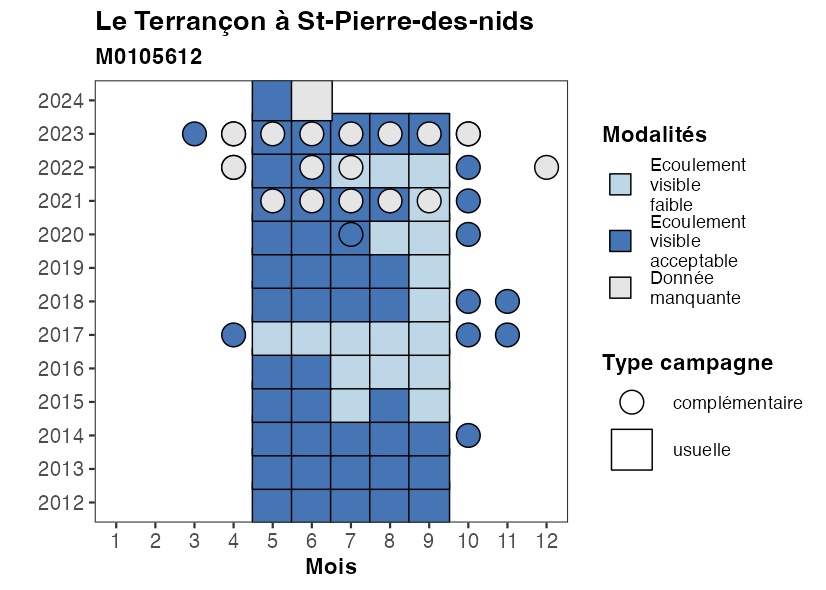 Le Terrançon à St-Pierre-des-nids
M0105612
2024
2023
2022
2021
2020
2019
2018
2017
2016
2015
2014
2013
2012
1 2 3 4 5 6 7 8 9 10 11 12
Mois
Modalités
Ecoulement
visible
faible
Ecoulement
visible
acceptable
Donnée
manquante
Type campagne
complémentaire
usuelle